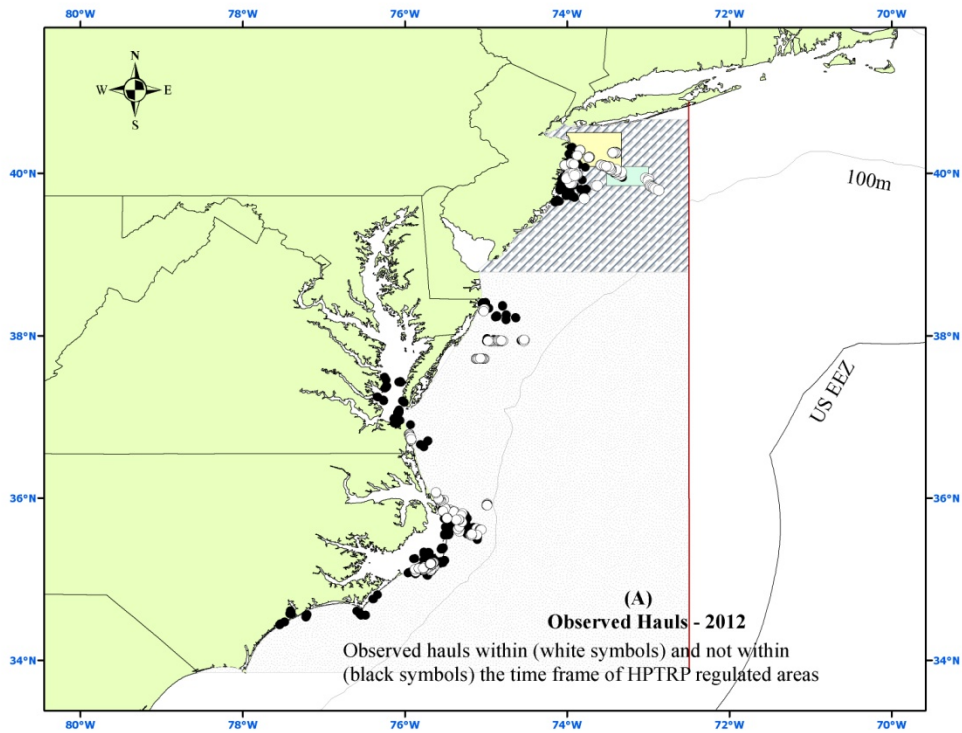 80°W 78°W 76°W 74°W 72°W 70°W
N
W E
S
40°N 40°N
100m
38°N 38°N
US EEZ
36°N 36°N
(A)
Observed Hauls - 2012
Observed hauls within (white symbols) and not within
(black symbols) the time frame of HPTRP regulated areas
34°N 34°N
80°W 78°W 76°W 74°W 72°W 70°W